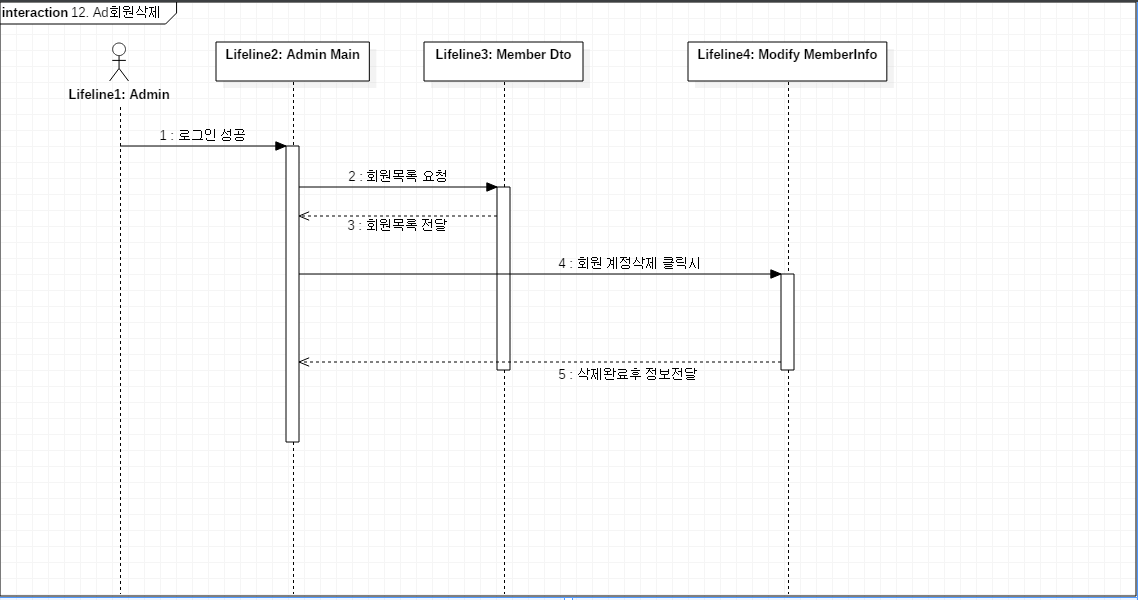 interaction 12. Ad회원삭제
Lifeline2: Admin Main
Lifeline3: Member Dto
Lifeline4: Modify MemberInfo
Lifeline1: Admin
1 : 로그인 성공
2 : 회원목록 요청
3 : 회원목록 전달
4 : 회원 계정삭제 클릭시
5 : 삭제완료후 정보전달